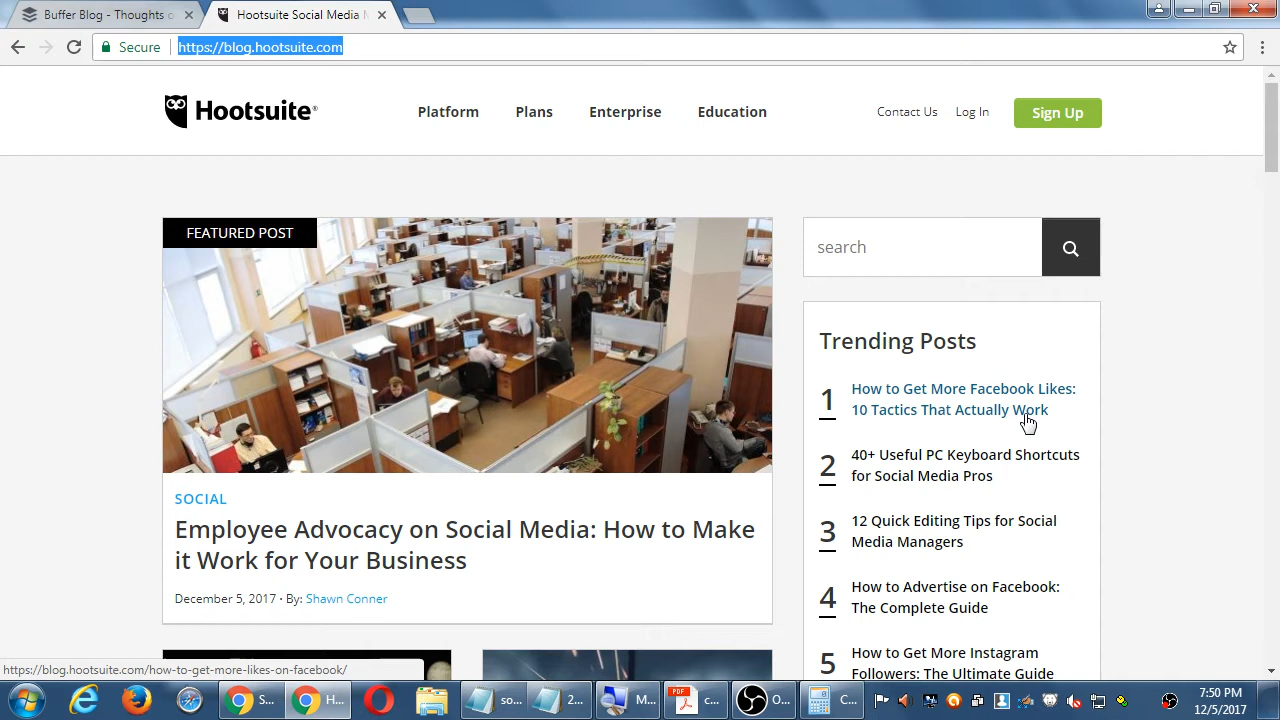 Buffer Blog - Thoughts o
Hootsuite Social Media M
Secure
https://blog.hootsuite.com
Hootsuite®
Platform
Plans
Enterprise
Education
Contact Us
Log In
Sign Up
FEATURED POST
SOCIAL
Employee Advocacy on Social Media: How to Make
it Work for Your Business
December 5, 2017 · By: Shawn Conner
search
Trending Posts
1
How to Get More Facebook Likes:
10 Tactics That Actually Work
2
40+ Useful PC Keyboard Shortcuts
for Social Media Pros
3
12 Quick Editing Tips for Social
Media Managers
4
How to Advertise on Facebook:
The Complete Guide
5
How to Get More Instagram
Followers: The Ultimate Guide
https://blog.hootsuite.com/how-to-get-more-likes-on-facebook/
S...
H...
so...
2...
M...
PDF
c...
O...
C...
7:50 PM
12/5/2017